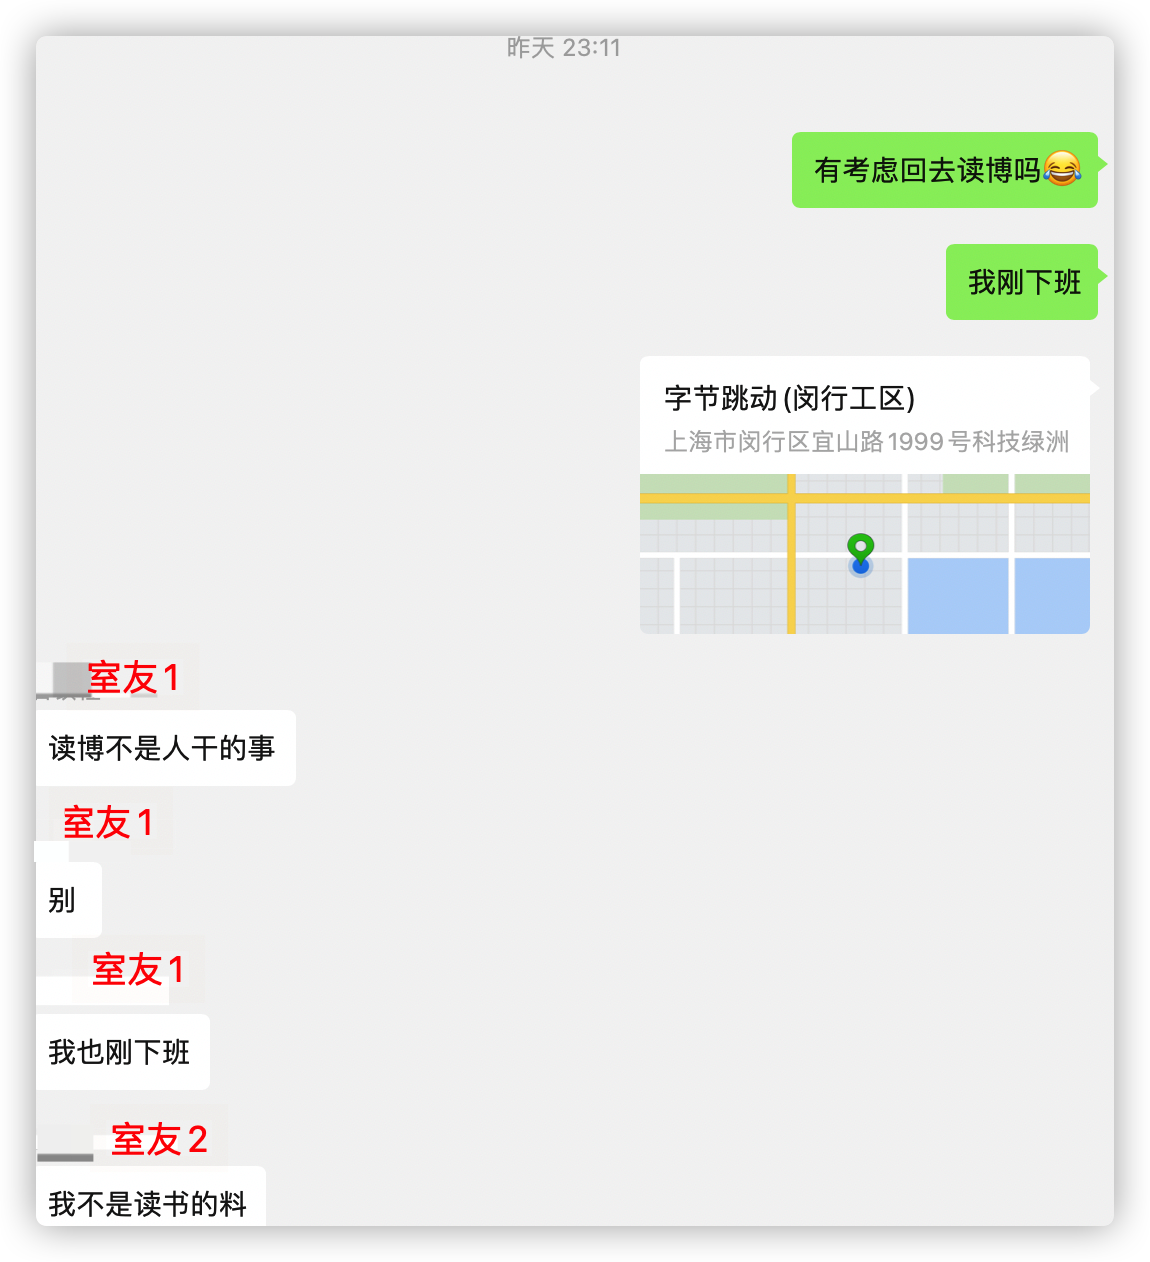 昨天 23:11
有考虑回去读博吗😂
我刚下班
字节跳动(闵行工区)
上海市闵行区宜山路1999号科技绿洲
室友1
读博不是人干的事
室友1
别
室友1
我也刚下班
室友2
我不是读书的料